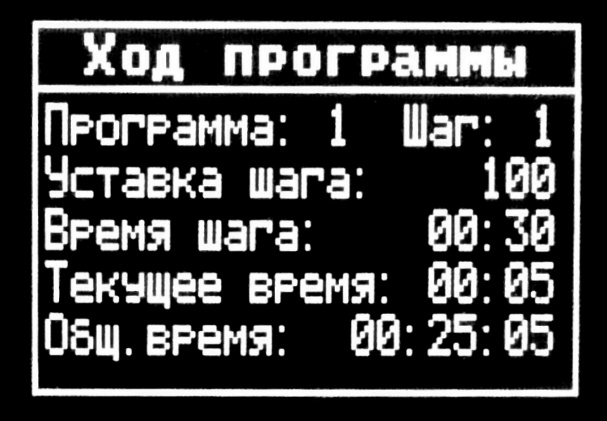 Ход программы
Программа: 1 Шаг: 1
Уставка шага: 100
Время шага: 00:30
Текущее время: 00:05
Общ.время: 00:25:05